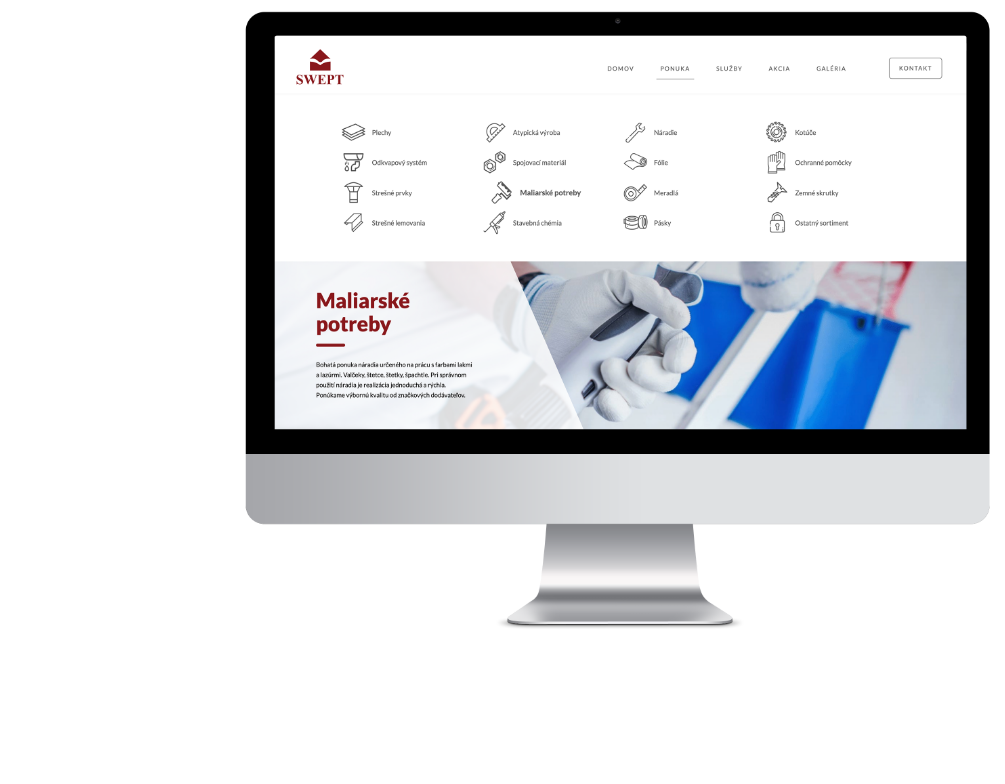 SWEPT
DOMOV PONUKA SLUŽBY AKCIA GALÉRIA KONTAKT
Plechy Atypická výroba Náradie Kotúče
Odkvapový systém Spojovací materiál Fólie Ochranné pomôcky
Strešné prvky Maliarské potreby Meradlá Zemné skrutky
Strešné lemovania Stavebná chémia Pásky Ostatný sortiment
Maliarské
potreby
Bohatá ponuka náradia určeného na prácu s farbami lakmi
a lazúrmi. Valčeky, štetce, štetky, špachtle. Pri správnom
použití náradia je realizácia jednoduchá a rýchla.
Ponúkame výbornú kvalitu od značkových dodávateľov.